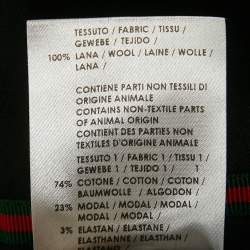 TESSUTO / FABRIC / TISSU /
GEWEBE / TEJIDO /
100% LANA / WOOL / LAINE / WOLLE /
LANA /
CONTIENE PARTI NON TESSILI DI
ORIGINE ANIMALE
CONTAINS NON-TEXTILE PARTS
OF ANIMAL ORIGIN
CONTIENT DES PARTIES NON
TEXTILES D'ORIGINE ANIMALE
TESSUTO 1 / FABRIC 1 / TISSU 1 /
GEWEBE 1 / TEJIDO 1 /
74% COTONE / COTTON / COTON /
BAUMWOLLE / ALGODON /
23% MODAL / MODAL / MODAL /
MODAL / MODAL /
3% ELASTAN / ELASTANE /
ELASTHANNE / ELASTHAN /